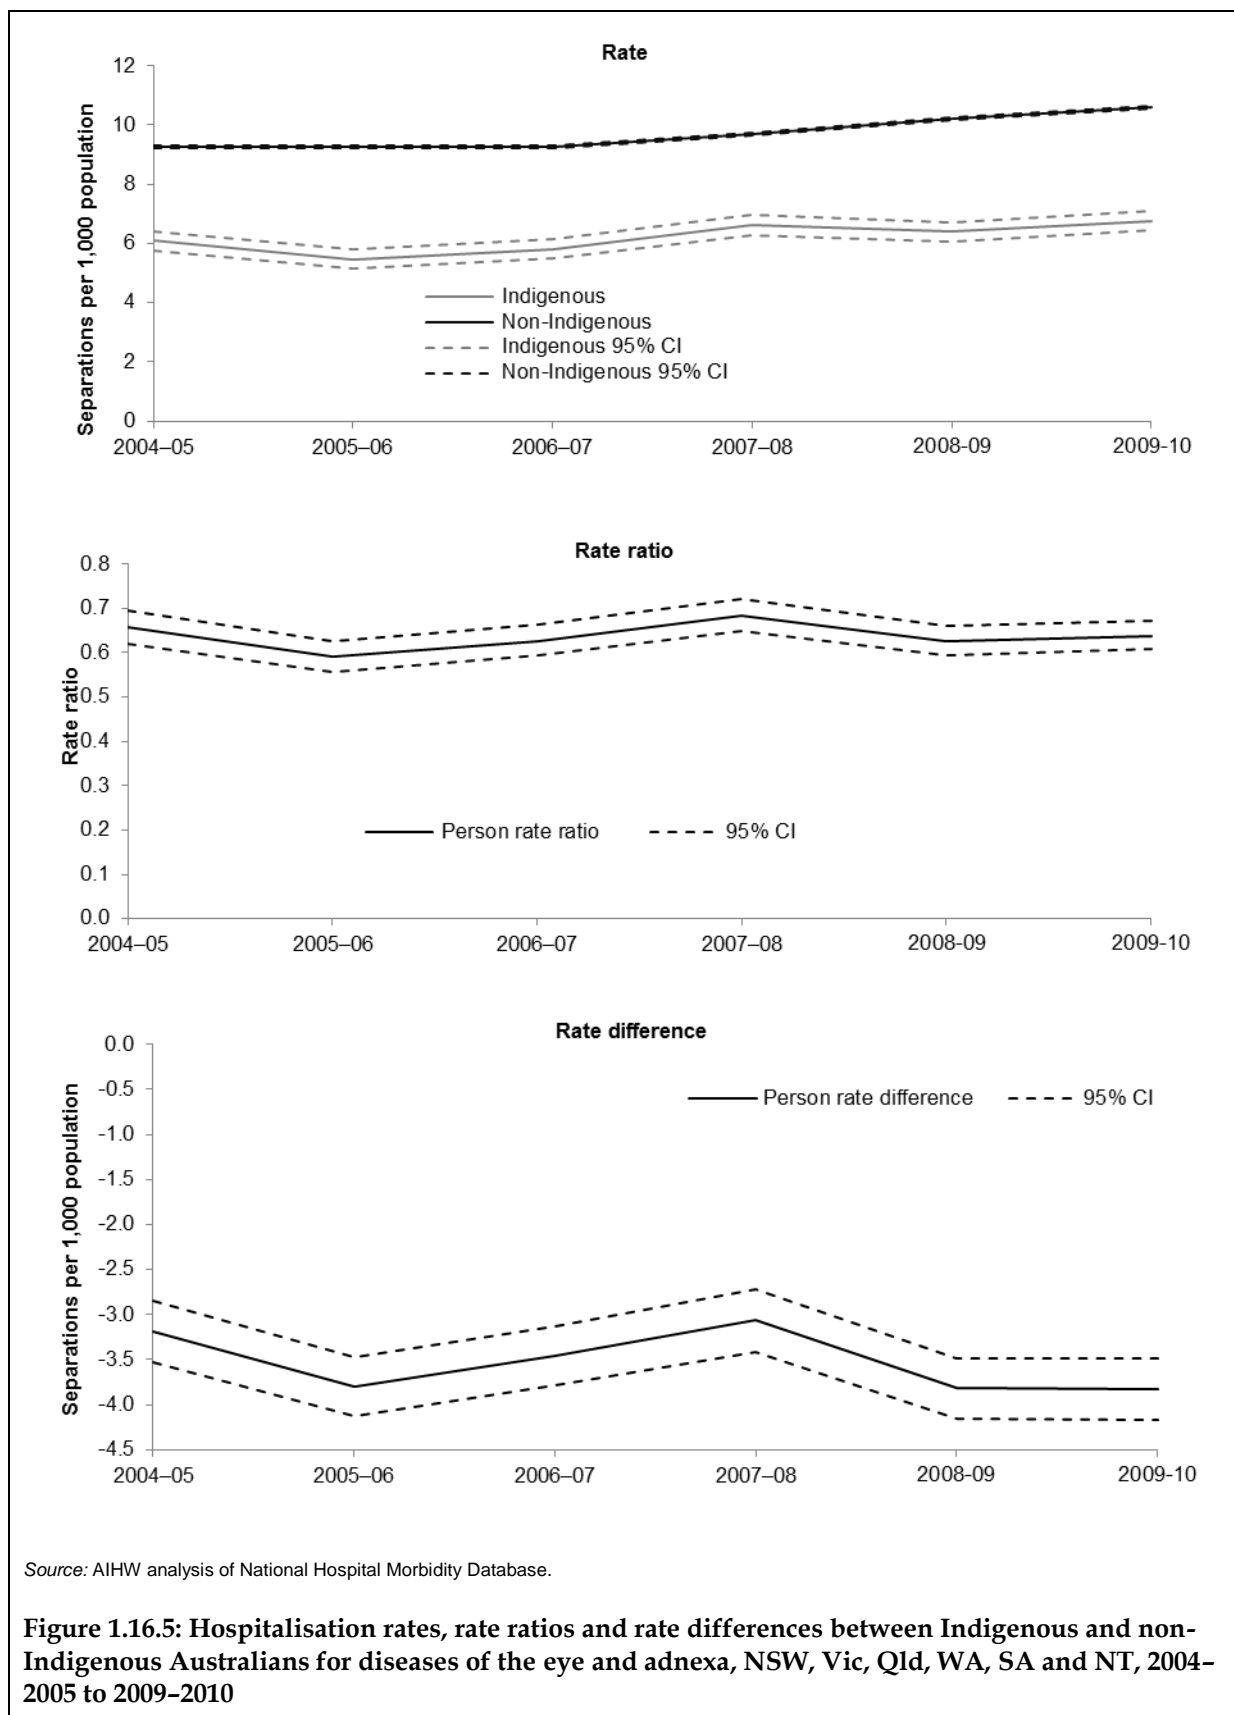 Rate
Separations per 1,000 population
12
10
8
6
4
2
0
Indigenous
Non-Indigenous
Indigenous 95% CI
Non-Indigenous 95% CI
2004–05 2005–06 2006–07 2007–08 2008-09 2009-10
Rate ratio
Rate ratio
0.8
0.7
0.6
0.5
0.4
0.3
0.2
0.1
0.0
Person rate ratio 95% CI
2004–05 2005–06 2006–07 2007–08 2008-09 2009-10
Rate difference
Separations per 1,000 population
0.0
-0.5
-1.0
-1.5
-2.0
-2.5
-3.0
-3.5
-4.0
-4.5
Person rate difference 95% CI
2004–05 2005–06 2006–07 2007–08 2008-09 2009-10
Source: AIHW analysis of National Hospital Morbidity Database.
Figure 1.16.5: Hospitalisation rates, rate ratios and rate differences between Indigenous and non-
Indigenous Australians for diseases of the eye and adnexa, NSW, Vic, Qld, WA, SA and NT, 2004–
2005 to 2009–2010